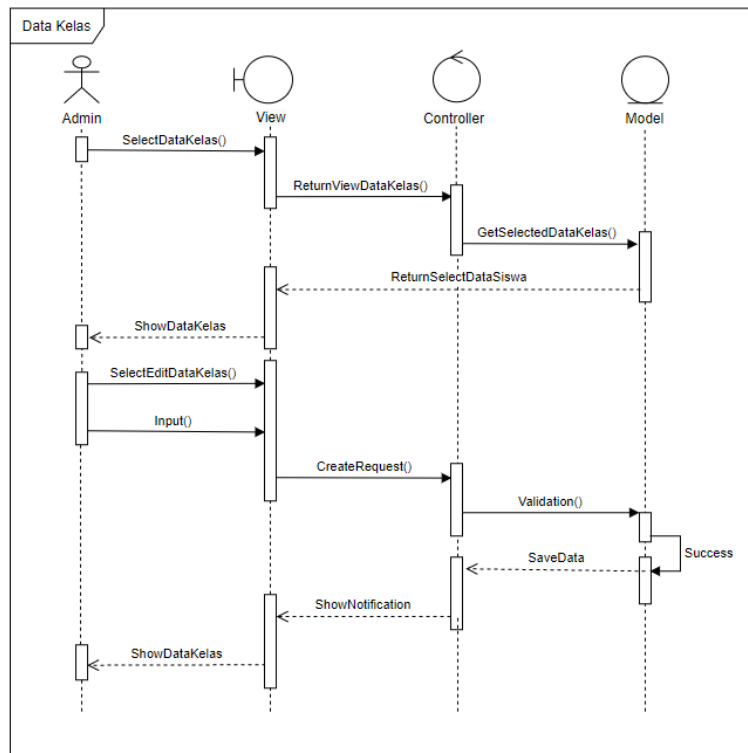 Data Kelas
Admin
View
Controller
Model
SelectDataKelas()
ReturnViewDataKelas()
GetSelectedDataKelas()
ReturnSelectDataSiswa
ShowDataKelas
SelectEditDataKelas()
Input()
CreateRequest()
Validation()
Success
SaveData
ShowNotification
ShowDataKelas